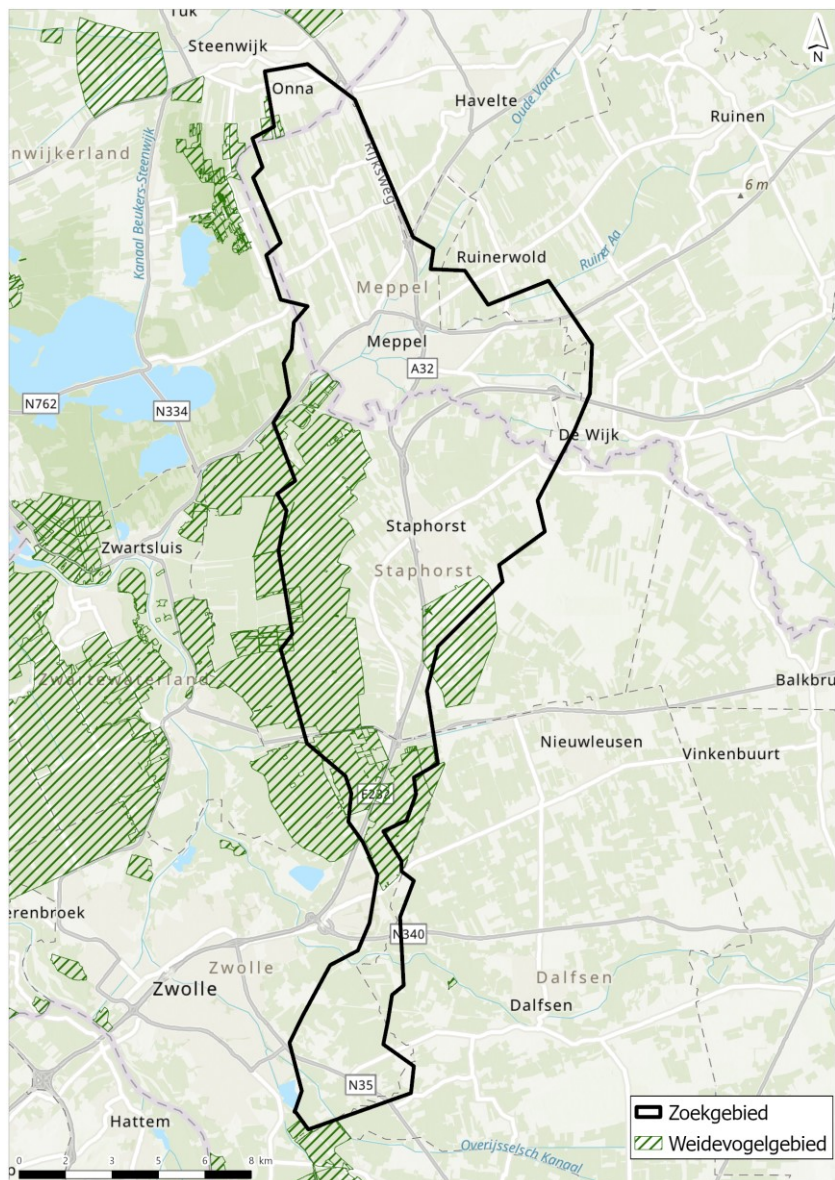 Tuk
Steenwijk
N
Onna
Havelte
Oude Vaart
Ruinen
nwijkerland
Kanaal Beukers-Steenwijk
Rijksweg
6 m
Ruinerwold
Ruiner Aa
Meppel
Meppel
A32
N762
N334
De Wijk
Staphorst
Zwartsluis
Staphorst
Zwartewaterland
Balkbru
Nieuwleusen
Vinkenbuurt
E232
erenbroek
N340
Zwolle
Dalfsen
Zwolle
Dalfsen
N35
Hattem
Zoekgebied
Weidevogelgebied
Overijsselsch Kanaal
0 2 4 6 8 km